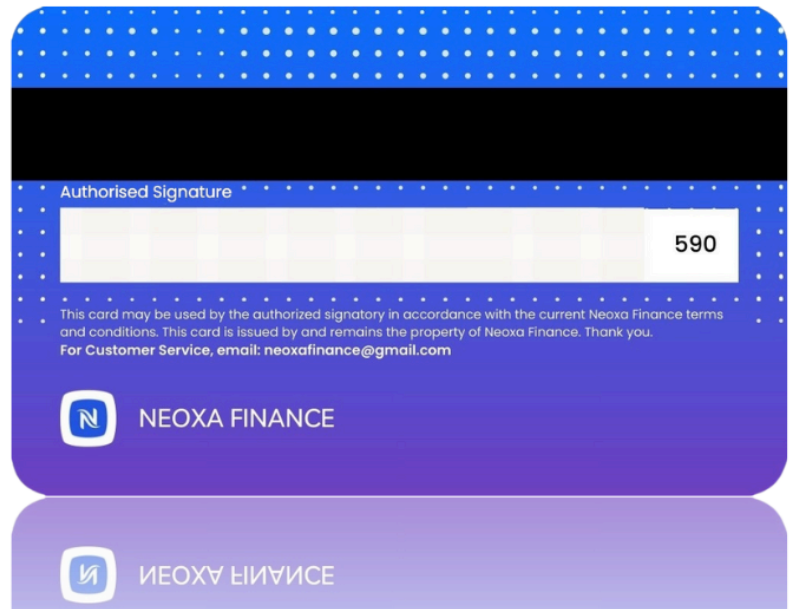 Authorised Signature
590
This card may be used by the authorized signatory in accordance with the current Neoxa Finance terms
and conditions. This card is issued by and remains the property of Neoxa Finance. Thank you.
For Customer Service, email: neoxafinance@gmail.com
N
NEOXA FINANCE
N
NEOXA FINANCE